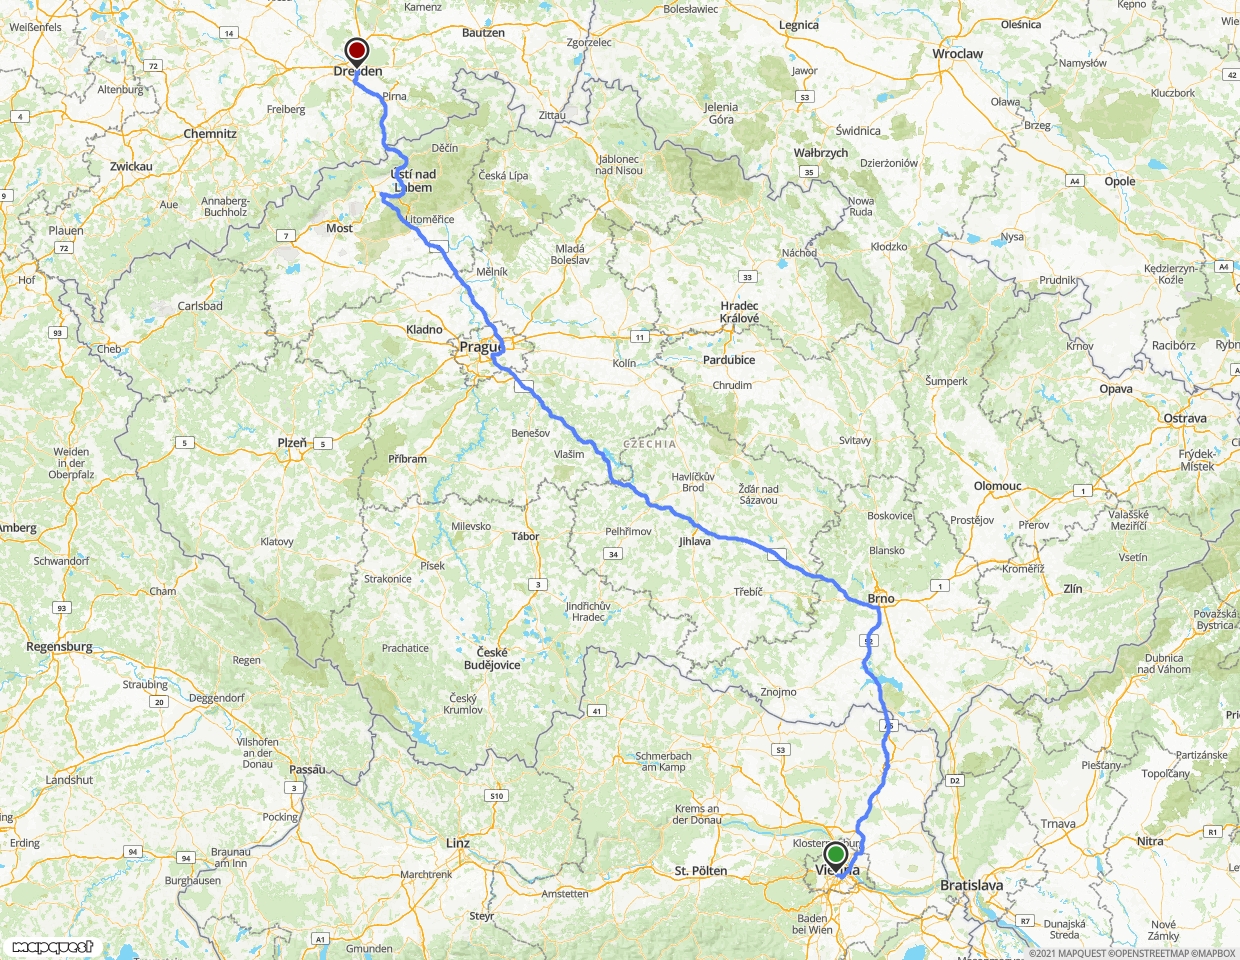 Kamenz
Bolesławiec
Kępno
Weißenfels
Legnica
Oleśnica
14
Bautzen
Zgorzelec
Wroclaw
Namysłów
72
Dresden
Jawor
42
Altenburg
Pirna
S3
Kluczbork
Freiberg
Jelenia
Góra
Oława
4
Zittau
Brzeg
Chemnitz
Świdnica
Děčín
Wałbrzych
Zwickau
Jablonec
nad Nisou
Dzierżoniów
Ústí nad
Labem
Česká Lípa
35
A4
Opole
9
Aue
Annaberg-
Buchholz
Nowa
Ruda
Litoměřice
Plauen
Most
7
Nysa
72
Mladá
Boleslav
Náchod
Kłodzko
A4
Kędzierzyn-
Koźle
Hof
Mělník
33
Prudnik
Carlsbad
Hradec
Králové
93
Kladno
11
Cheb
Prague
Krnov
Racibórz
Rybn
Kolín
Pardubice
Chrudim
Šumperk
Opava
Ostrava
5
Plzeň
5
Benešov
CZECHIA
Svitavy
Weiden
in der
Oberpfalz
Příbram
Vlašim
Frýdek-
Místek
Havlíčkův
Brod
Žďár nad
Sázavou
Olomouc
1
Milevsko
Boskovice
Prostějov
Valašské
Meziříčí
Amberg
Přerov
Klatovy
Tábor
Pelhřimov
Jihlava
Blansko
34
Vsetín
Schwandorf
Písek
Kroměříž
Strakonice
3
Třebíč
1
Zlín
Cham
Brno
93
Jindřichův
Hradec
Považská
Bystrica
52
Regensburg
Prachatice
České
Budějovice
Dubnica
nad Váhom
Regen
Straubing
Znojmo
20
Deggendorf
Český
Krumlov
41
A5
Prie
Vilshofen
an der
Donau
S3
Partizánske
Schmerbach
am Kamp
Piešťany
Landshut
Passau
Topoľčany
D2
3
S10
Krems an
der Donau
Pocking
Trnava
R1
Erding
Linz
Nitra
94
94
Braunau
am Inn
St. Pölten
Vienna
Burghausen
Marchtrenk
Bratislava
Amstetten
Steyr
Baden
bei Wien
R7
Dunajská
Streda
Nové
Zámky
A1
Gmunden
mapquest
©2021 MAPQUEST ©OPENSTREETMAP ©MAPBOX